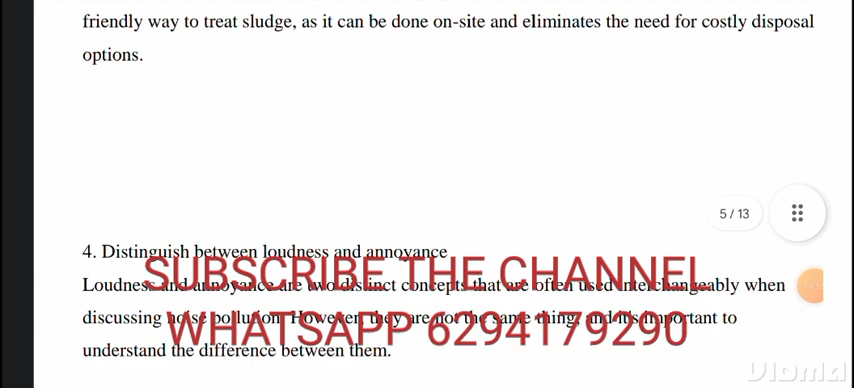 friendly way to treat sludge, as it can be done on-site and eliminates the need for costly disposal
options.
5 / 13
4. Distinguish between loudness and annoyance
SUBSCRIBE THE CHANNEL
Loudness and annoyance are two distinct concepts that are often used interchangeably when
discussing noise pollution. However, they are not the same thing, and it's important to
WHATSAPP 6294179290
understand the difference between them.
VIDMA